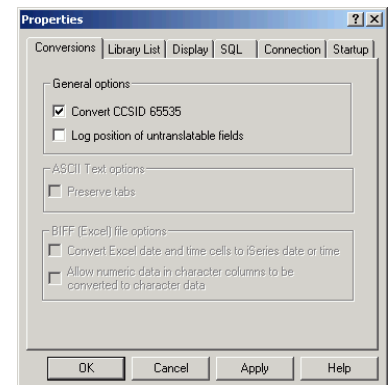 Properties
Conversions Library List Display SQL Connection Startup
General options
Convert CCSID 65535
Log position of untranslatable fields
ASCII Text options
Preserve tabs
BIFF (Excel) file options
Convert Excel date and time cells to iSeries date or time
Allow numeric data in character columns to be
converted to character data
OK Cancel Apply Help